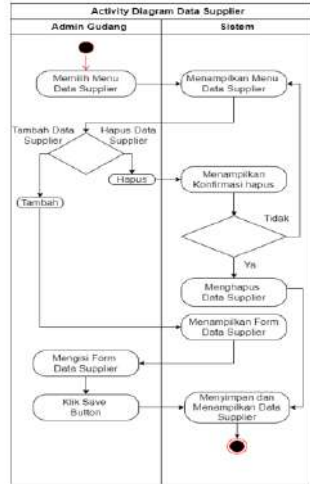 Activity Diagram Data Supplier
Admin Gudang
Sistem
Memilih Menu
Data Supplier
Menampilkan Menu
Data Supplier
Tambah Data
Supplier
Hapus Data
Supplier
Tambah
Hapus
Menampilkan
Konfirmasi hapus
Tidak
Ya
Menghapus
Data Supplier
Menampilkan Form
Data Supplier
Mengisi Form
Data Supplier
Klik Save
Button
Menyimpan dan
Menampilkan Data
Supplier